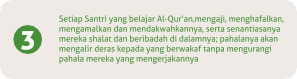 3
Setiap Santri yang belajar Al-Qur'an,mengaji, menghafalkan,
mengamalkan dan mendakwahkannya, serta senantiasanya
mereka shalat dan beribadah di dalamnya; pahalanya akan
mengalir deras kepada yang berwakaf tanpa mengurangi
pahala mereka yang mengerjakannya